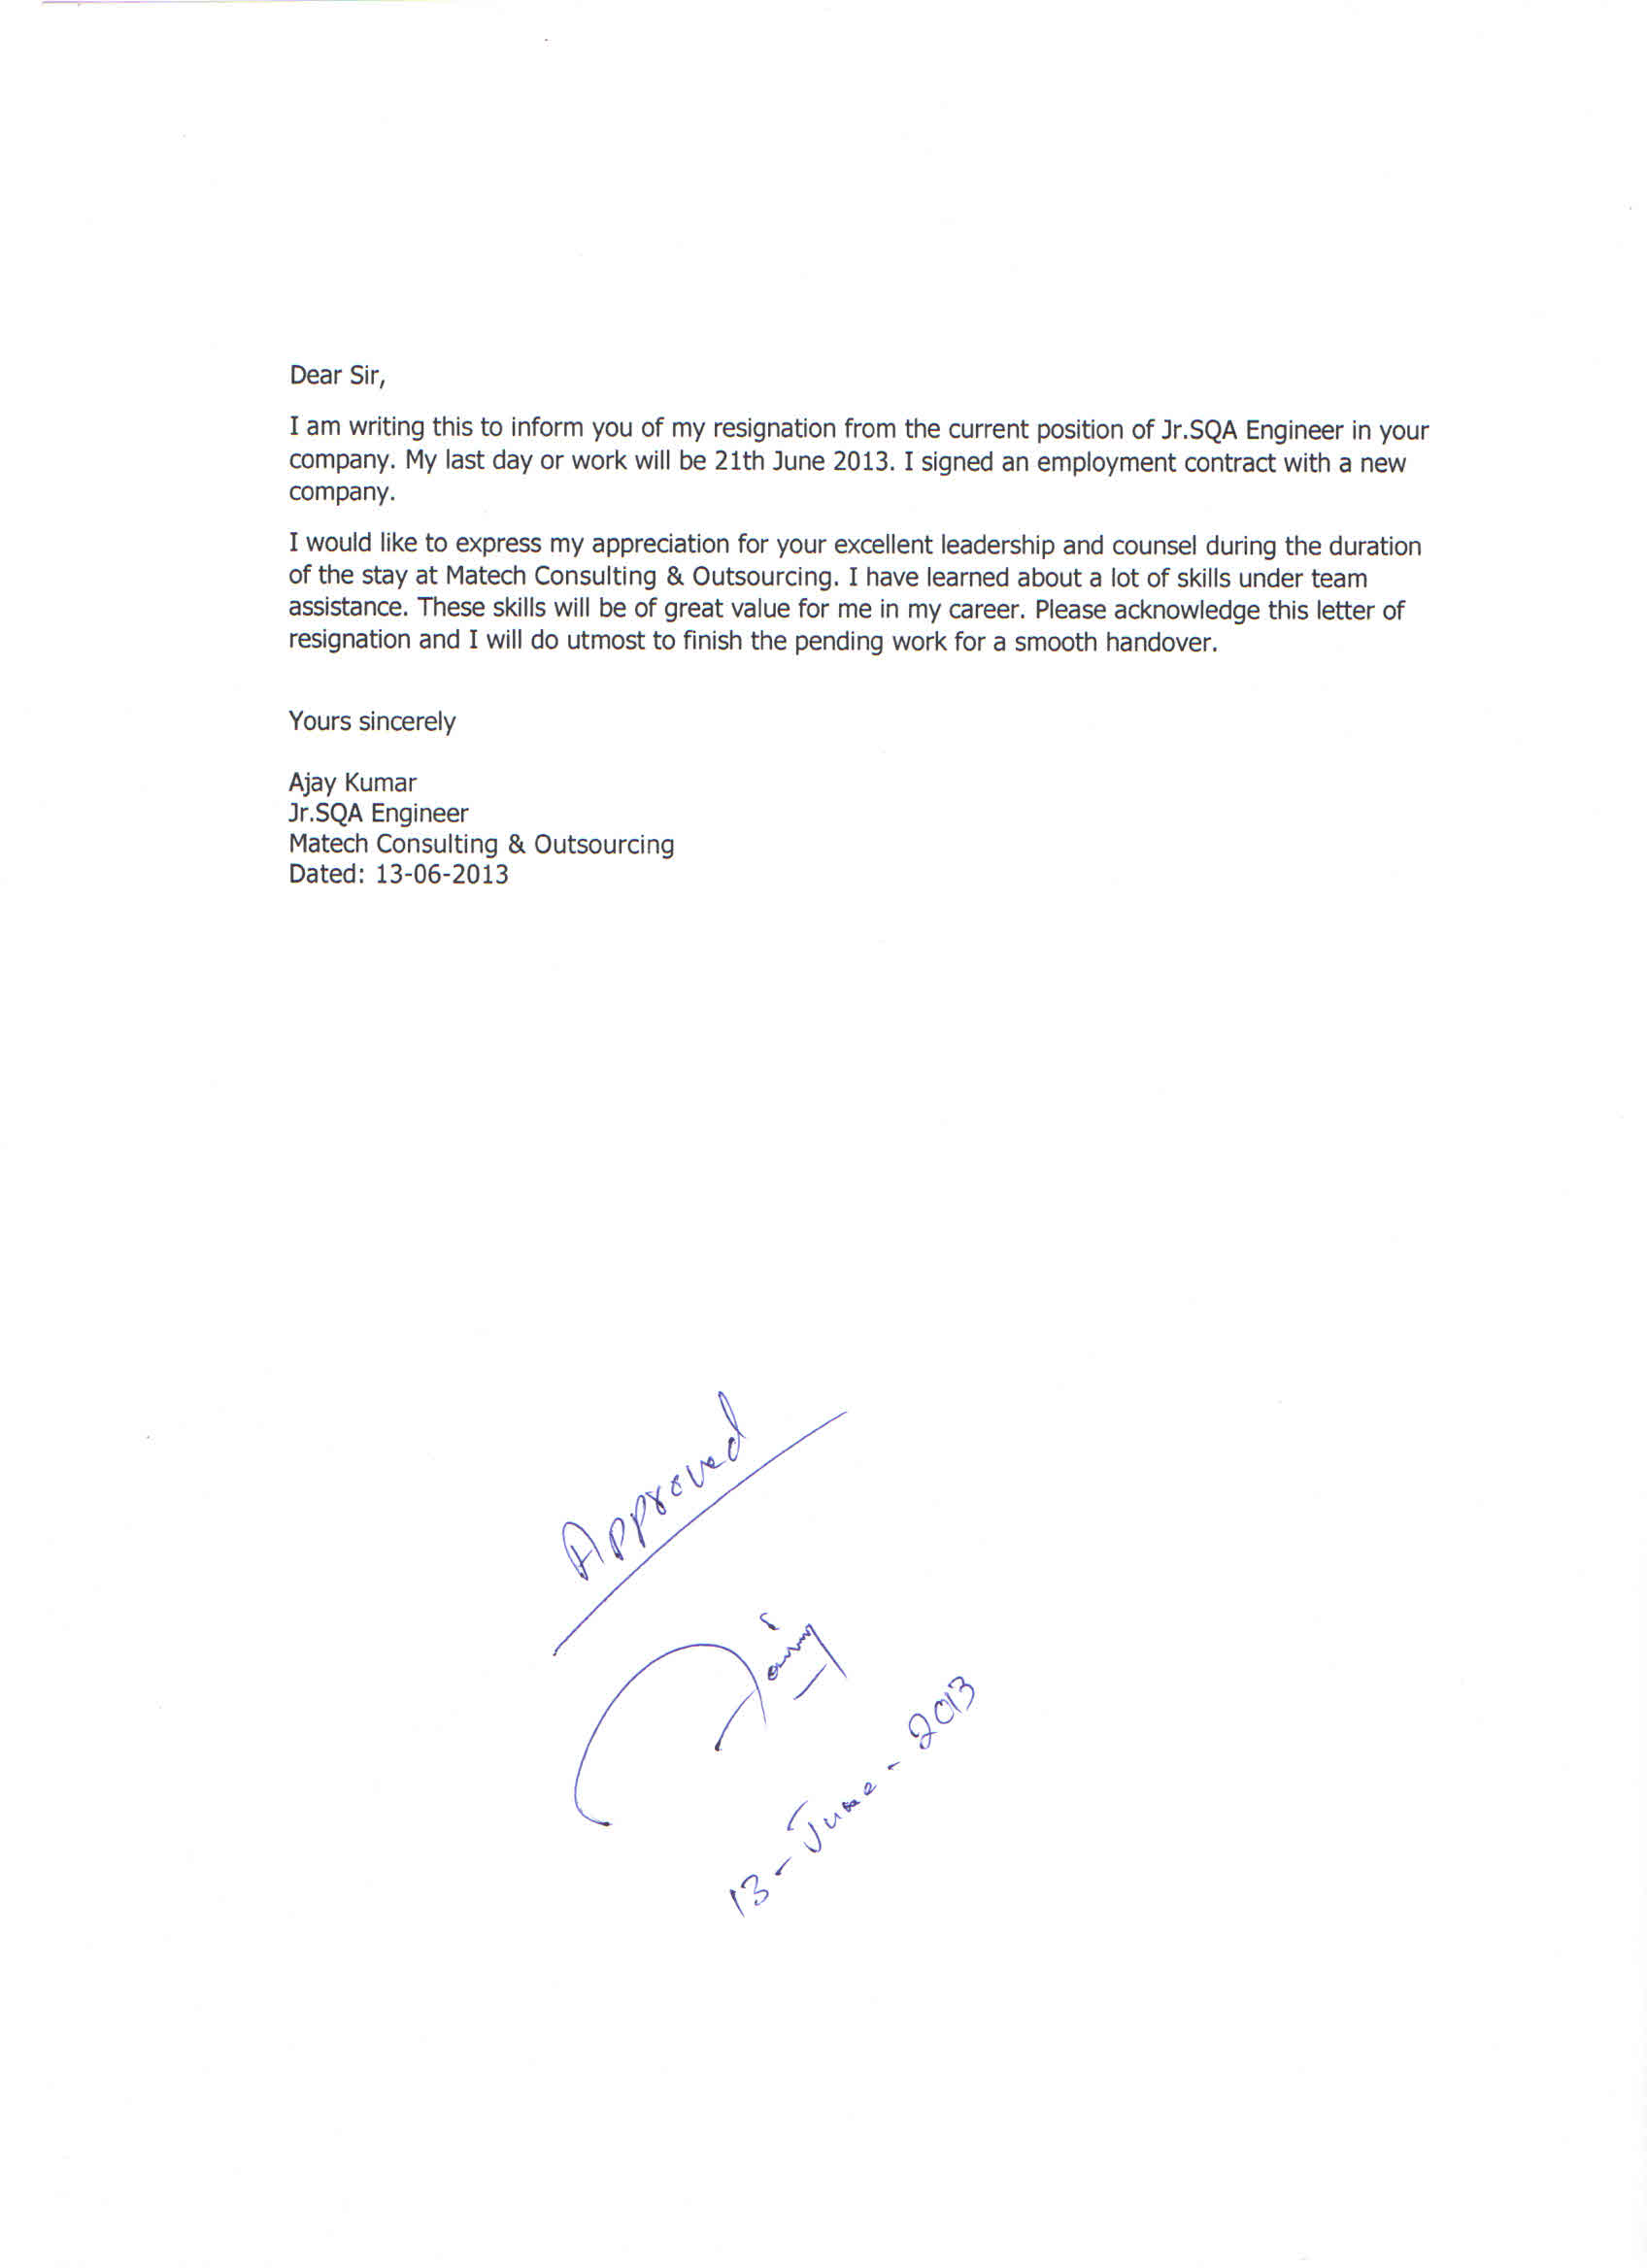 Dear Sir,
I am writing this to inform you of my resignation from the current position of Jr.SQA Engineer in your
company. My last day or work will be 21th June 2013. I signed an employment contract with a new
company.
I would like to express my appreciation for your excellent leadership and counsel during the duration
of the stay at Matech Consulting & Outsourcing. I have learned about a lot of skills under team
assistance. These skills will be of great value for me in my career. Please acknowledge this letter of
resignation and I will do utmost to finish the pending work for a smooth handover.
Yours sincerely
Ajay Kumar
Jr.SQA Engineer
Matech Consulting & Outsourcing
Dated: 13-06-2013
Approved
13-June-2013